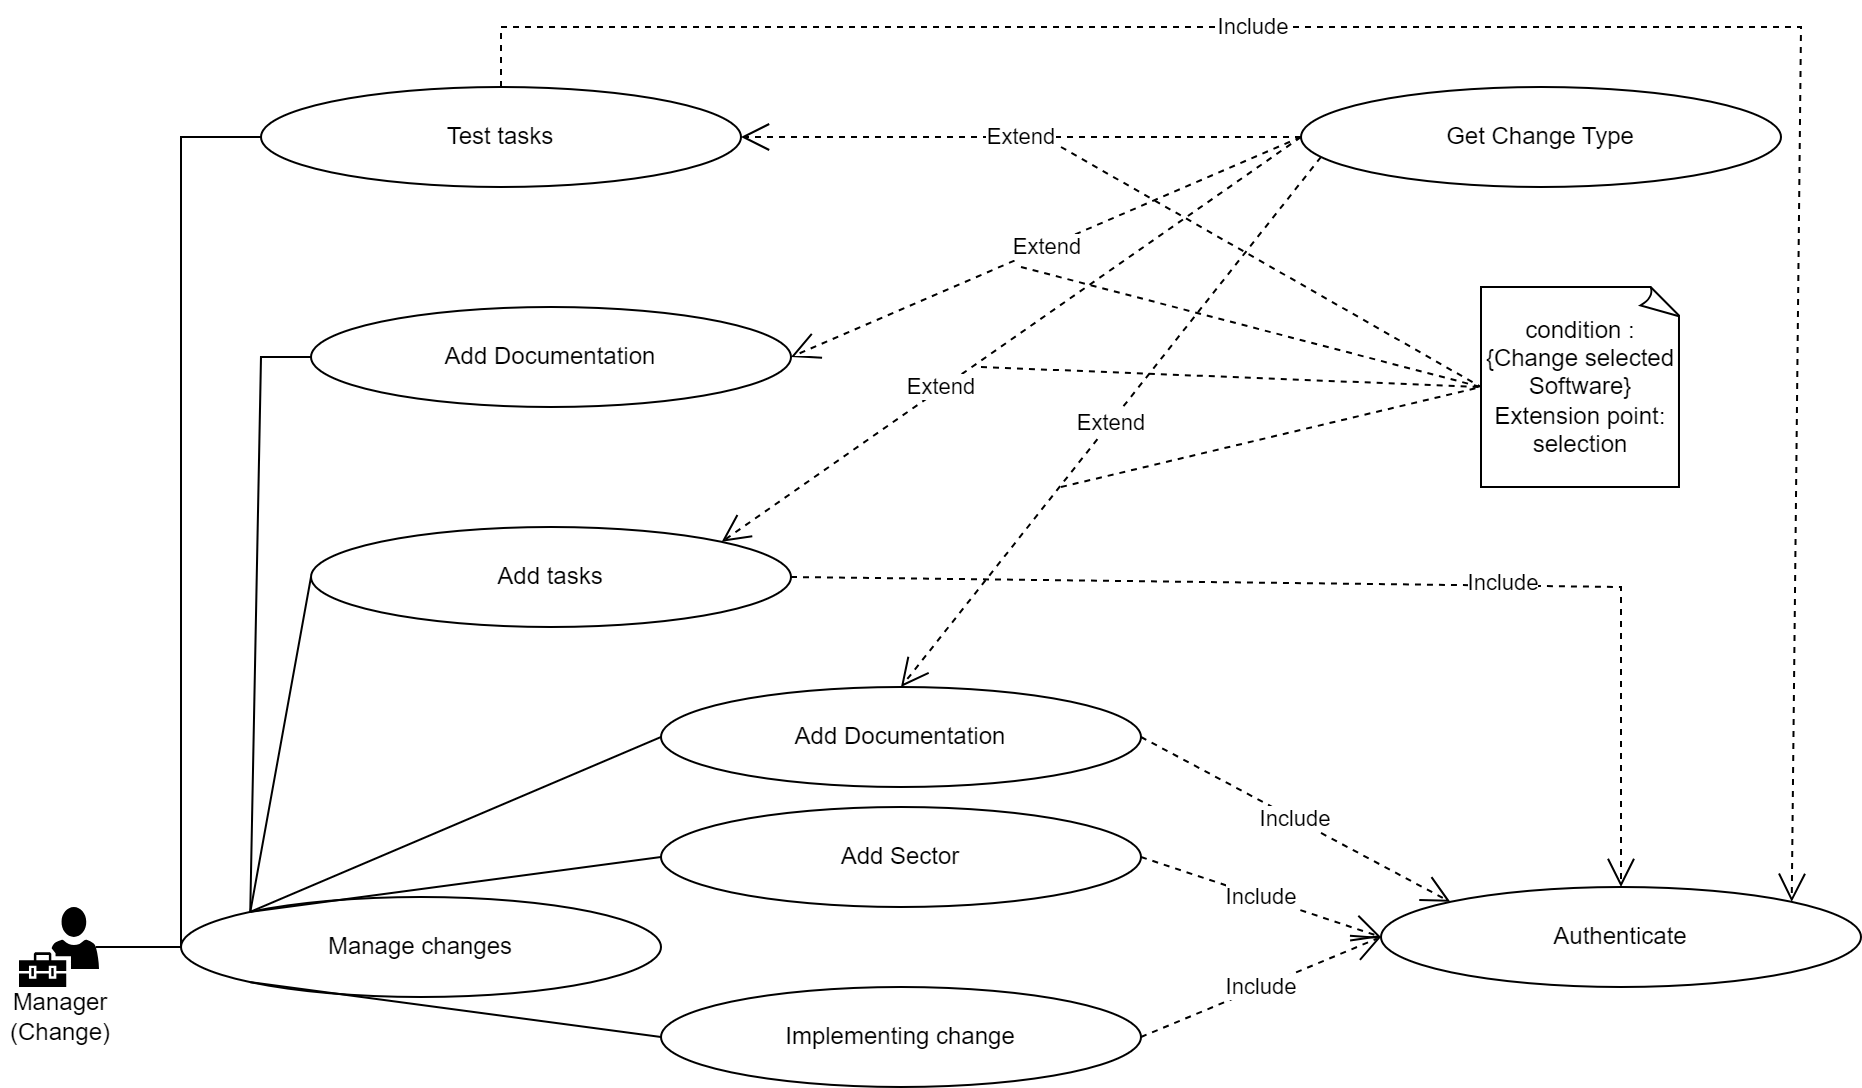 Include
Test tasks
Extend
Get Change Type
Extend
condition :
{Change selected
Software}
Extension point:
selection
Add Documentation
Extend
Extend
Add tasks
Include
Add Documentation
Include
Add Sector
Include
Manage changes
Authenticate
Include
Manager
(Change)
Implementing change